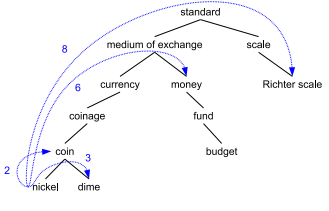 standard
8
medium of exchange scale
6
currency money Richter scale
coinage fund
coin budget
2 3
nickel dime